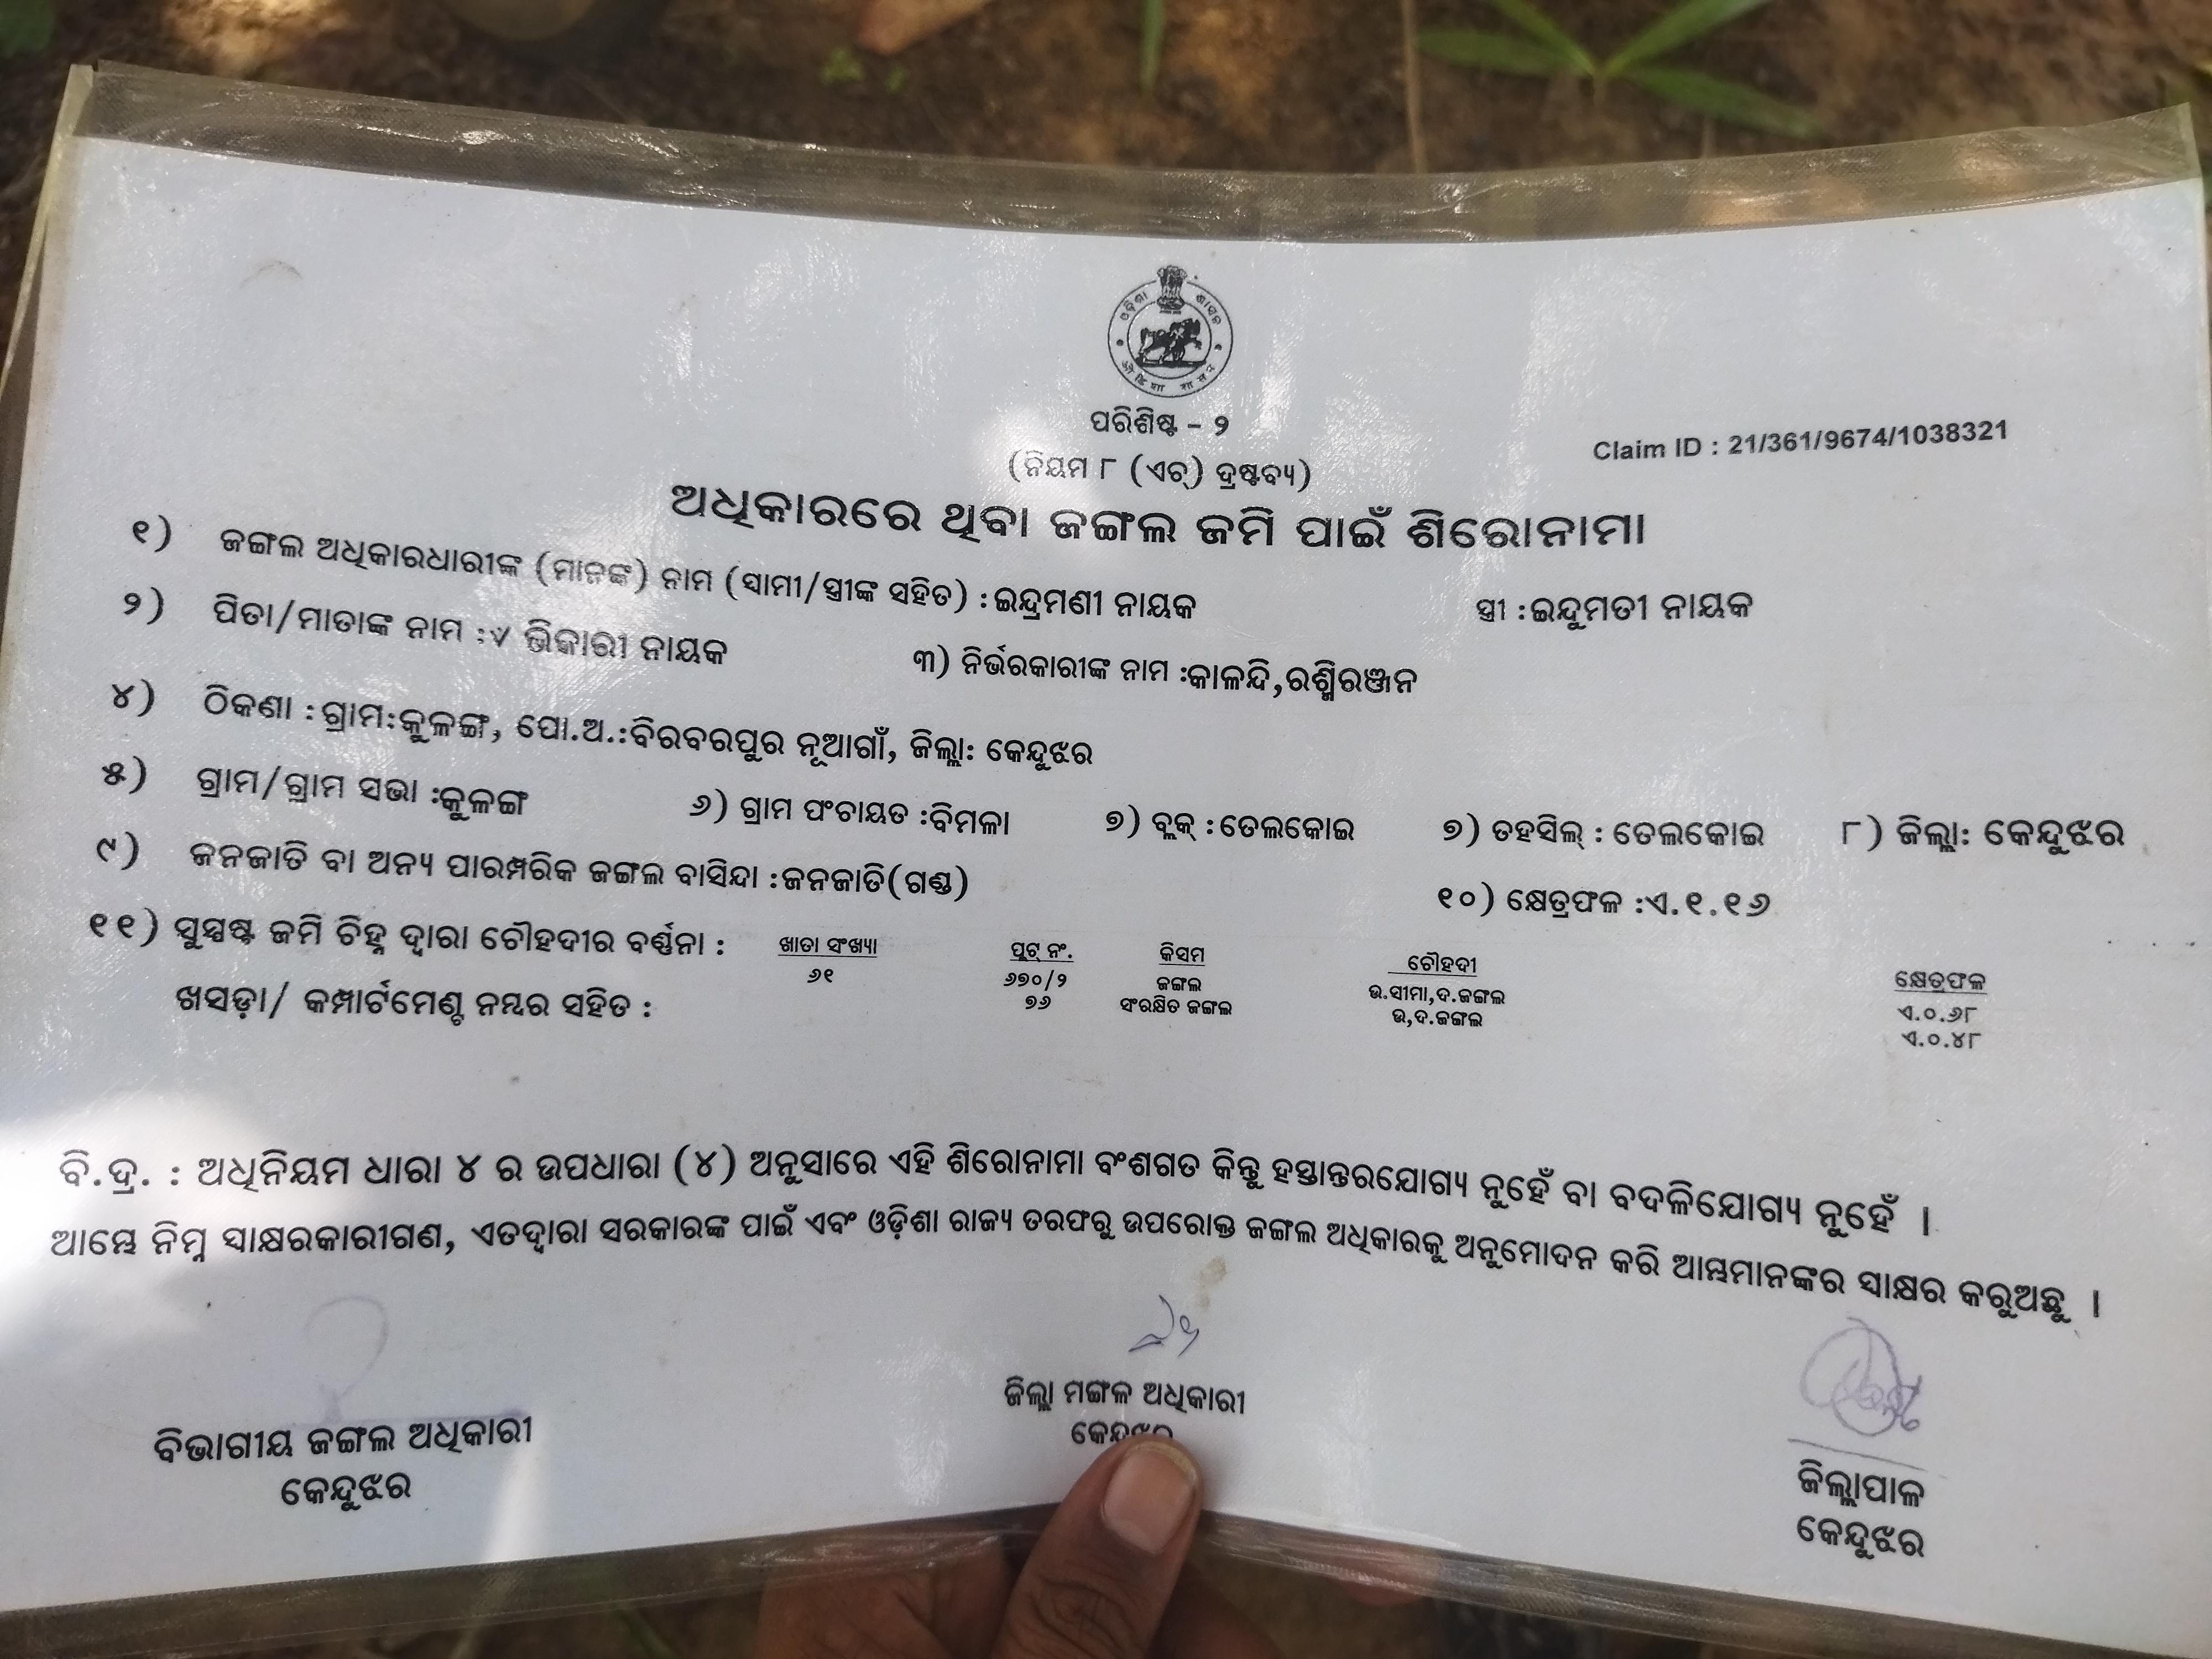 ଓଡ଼ିଶା ଶାସନ
ପରିଶିଷ୍ଟ - ୨
Claim ID : 21/361/9674/1038321
(ନିୟମ ୮ (ଏଚ୍) ଦ୍ରଷ୍ଟବ୍ୟ)
ଅଧିକାରରେ ଥିବା ଜଙ୍ଗଲ ଜମି ପାଇଁ ଶିରୋନାମା
୧) ଜଙ୍ଗଲ ଅଧିକାରଧାରୀଙ୍କ (ମାନଙ୍କ) ନାମ (ସ୍ୱାମୀ/ସ୍ତ୍ରୀଙ୍କ ସହିତ) :ଇନ୍ଦ୍ରମଣୀ ନାୟକ ସ୍ତ୍ରୀ :ଇନ୍ଦୁମତୀ ନାୟକ
୨) ପିତା/ମାତାଙ୍କ ନାମ :୪ ଭିକାରୀ ନାୟକ ୩) ନିର୍ଭରକାରୀଙ୍କ ନାମ :କାଳନ୍ଦି,ରଶ୍ମିରଞ୍ଜନ
୪) ଠିକଣା :ଗ୍ରାମ:କୁଳଙ୍ଗ, ପୋ.ଅ.:ବିରବରପୁର ନୂଆଗାଁ, ଜିଲ୍ଲା: କେନ୍ଦୁଝର
୫) ଗ୍ରାମ/ଗ୍ରାମ ସଭା :କୁଳଙ୍ଗ ୬) ଗ୍ରାମ ପଂଚାୟତ :ବିମଳା ୭) ବ୍ଲକ୍ : ତେଲକୋଇ ୭) ତହସିଲ୍ : ତେଲକୋଇ ୮) ଜିଲ୍ଲା: କେନ୍ଦୁଝର
୯) ଜନଜାତି ବା ଅନ୍ୟ ପାରମ୍ପରିକ ଜଙ୍ଗଲ ବାସିନ୍ଦା :ଜନଜାତି(ଗଣ୍ଡ) ୧୦) କ୍ଷେତ୍ରଫଳ :ଏ.୧.୧୬
୧୧) ସୁସ୍ପଷ୍ଟ ଜମି ଚିହ୍ନ ଦ୍ୱାରା ଚୌହଦୀର ବର୍ଣ୍ଣନା : ଖାତା ସଂଖ୍ୟା ପ୍ଲଟ୍ ନଂ. କିସମ ଚୌହଦୀ କ୍ଷେତ୍ରଫଳ
୬୧ ୬୭୦/୨ ଜଙ୍ଗଲ ଉ.ସୀମା,ଦ.ଜଙ୍ଗଲ ଏ.୦.୬୮
ଖସଡ଼ା/ କମ୍ପାର୍ଟମେଣ୍ଟ ନମ୍ବର ସହିତ : ୭୬ ସଂରକ୍ଷିତ ଜଙ୍ଗଲ ଉ,ଦ.ଜଙ୍ଗଲ ଏ.୦.୪୮
ବି.ଦ୍ର. : ଅଧିନିୟମ ଧାରା ୪ ର ଉପଧାରା (୪) ଅନୁସାରେ ଏହି ଶିରୋନାମା ବଂଶଗତ କିନ୍ତୁ ହସ୍ତାନ୍ତରଯୋଗ୍ୟ ନୁହେଁ ବା ବଦଳିଯୋଗ୍ୟ ନୁହେଁ ।
ଆମ୍ଭେ ନିମ୍ନ ସ୍ୱାକ୍ଷରକାରୀଗଣ, ଏତଦ୍ୱାରା ସରକାରଙ୍କ ପାଇଁ ଏବଂ ଓଡ଼ିଶା ରାଜ୍ୟ ତରଫରୁ ଉପରୋକ୍ତ ଜଙ୍ଗଲ ଅଧିକାରକୁ ଅନୁମୋଦନ କରି ଆମ୍ଭମାନଙ୍କର ସ୍ୱାକ୍ଷର କରୁଅଛୁ ।
ବିଭାଗୀୟ ଜଙ୍ଗଲ ଅଧିକାରୀ
କେନ୍ଦୁଝର
ଜିଲ୍ଲା ମଙ୍ଗଳ ଅଧିକାରୀ
କେନ୍ଦୁଝର
ଜିଲ୍ଲାପାଳ
କେନ୍ଦୁଝର